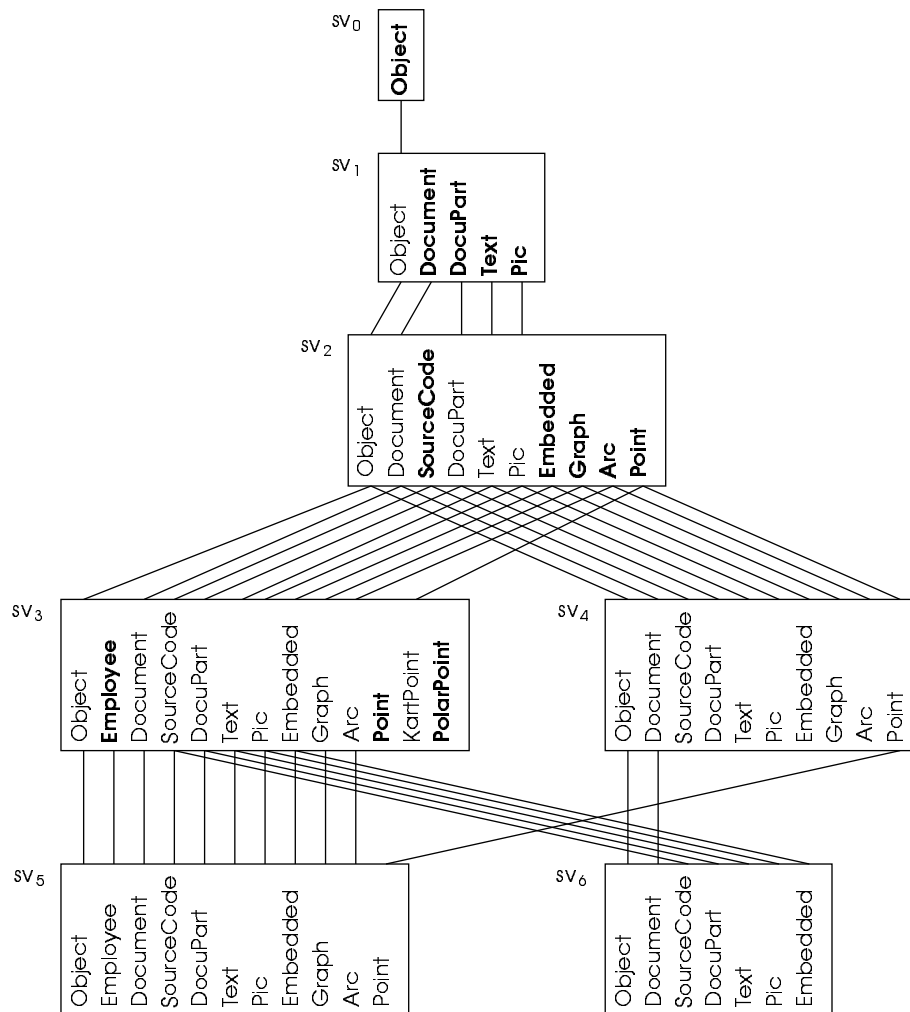 SV0
Object
SV1
Object
Document
DocuPart
Text
Pic
SV2
Object
Document
SourceCode
DocuPart
Text
Pic
Embedded
Graph
Arc
Point
SV3
Object
Employee
Document
SourceCode
DocuPart
Text
Pic
Embedded
Graph
Arc
Point
KartPoint
PolarPoint
SV4
Object
Document
SourceCode
DocuPart
Text
Pic
Embedded
Graph
Arc
Point
SV5
Object
Employee
Document
SourceCode
DocuPart
Text
Pic
Embedded
Graph
Arc
Point
SV6
Object
Document
SourceCode
DocuPart
Text
Pic
Embedded